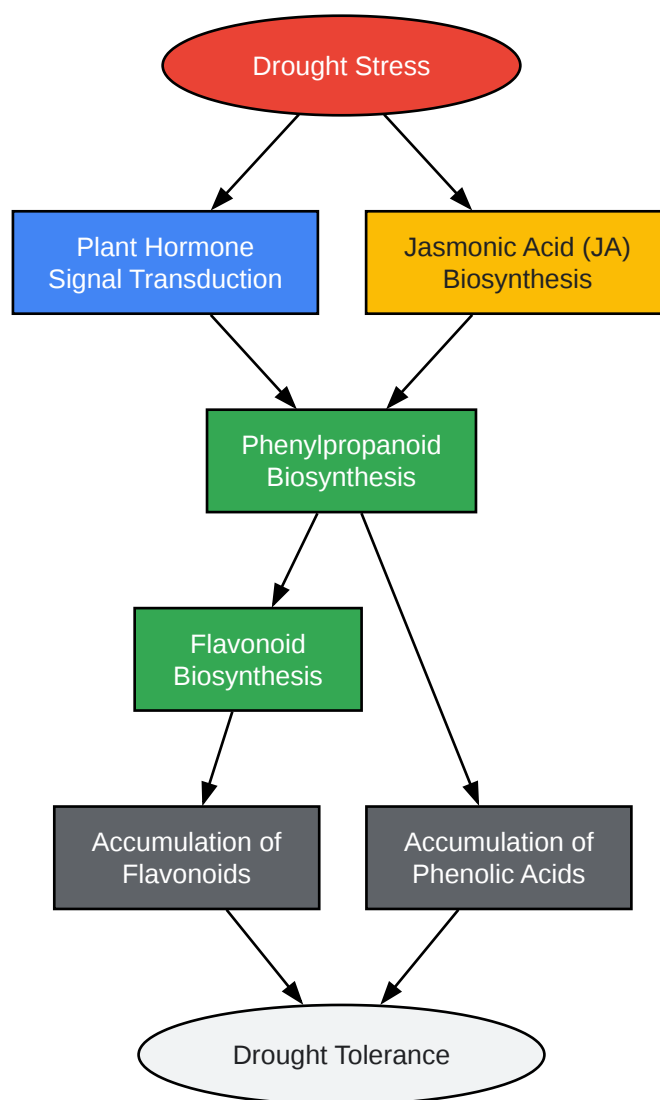 Drought Stress
Plant Hormone
Signal Transduction
Jasmonic Acid (JA)
Biosynthesis
Phenylpropanoid
Biosynthesis
Flavonoid
Biosynthesis
Accumulation of
Flavonoids
Accumulation of
Phenolic Acids
Drought Tolerance